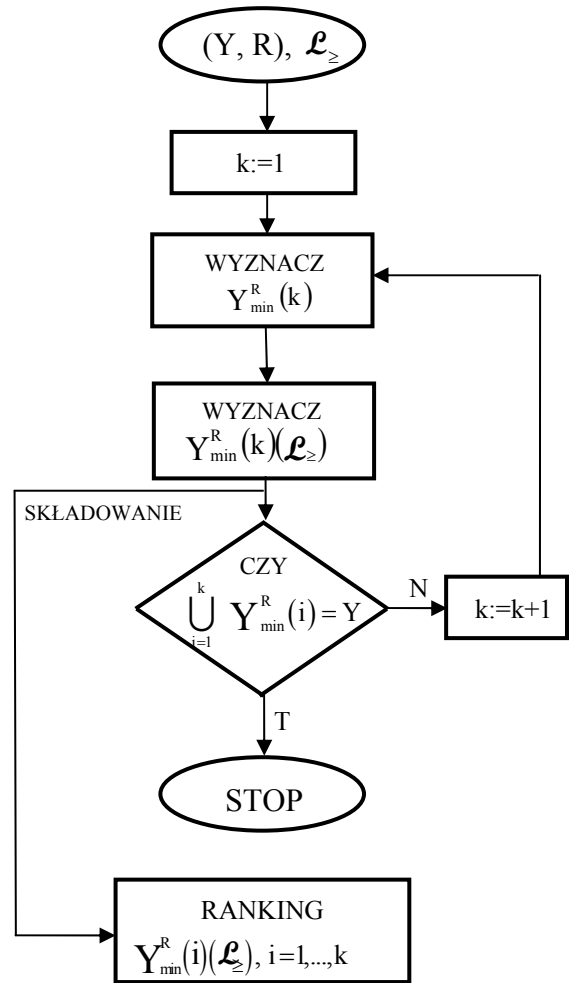 (Y, R), ℒ≥
k:=1
WYZNACZ
Y^R_min(k)
WYZNACZ
Y^R_min(k)(ℒ≥)
SKŁADOWANIE
CZY
⋃_{i=1}^{k} Y^R_min(i) = Y
N
k:=k+1
T
STOP
RANKING
Y^R_min(i)(ℒ≥), i=1,...,k